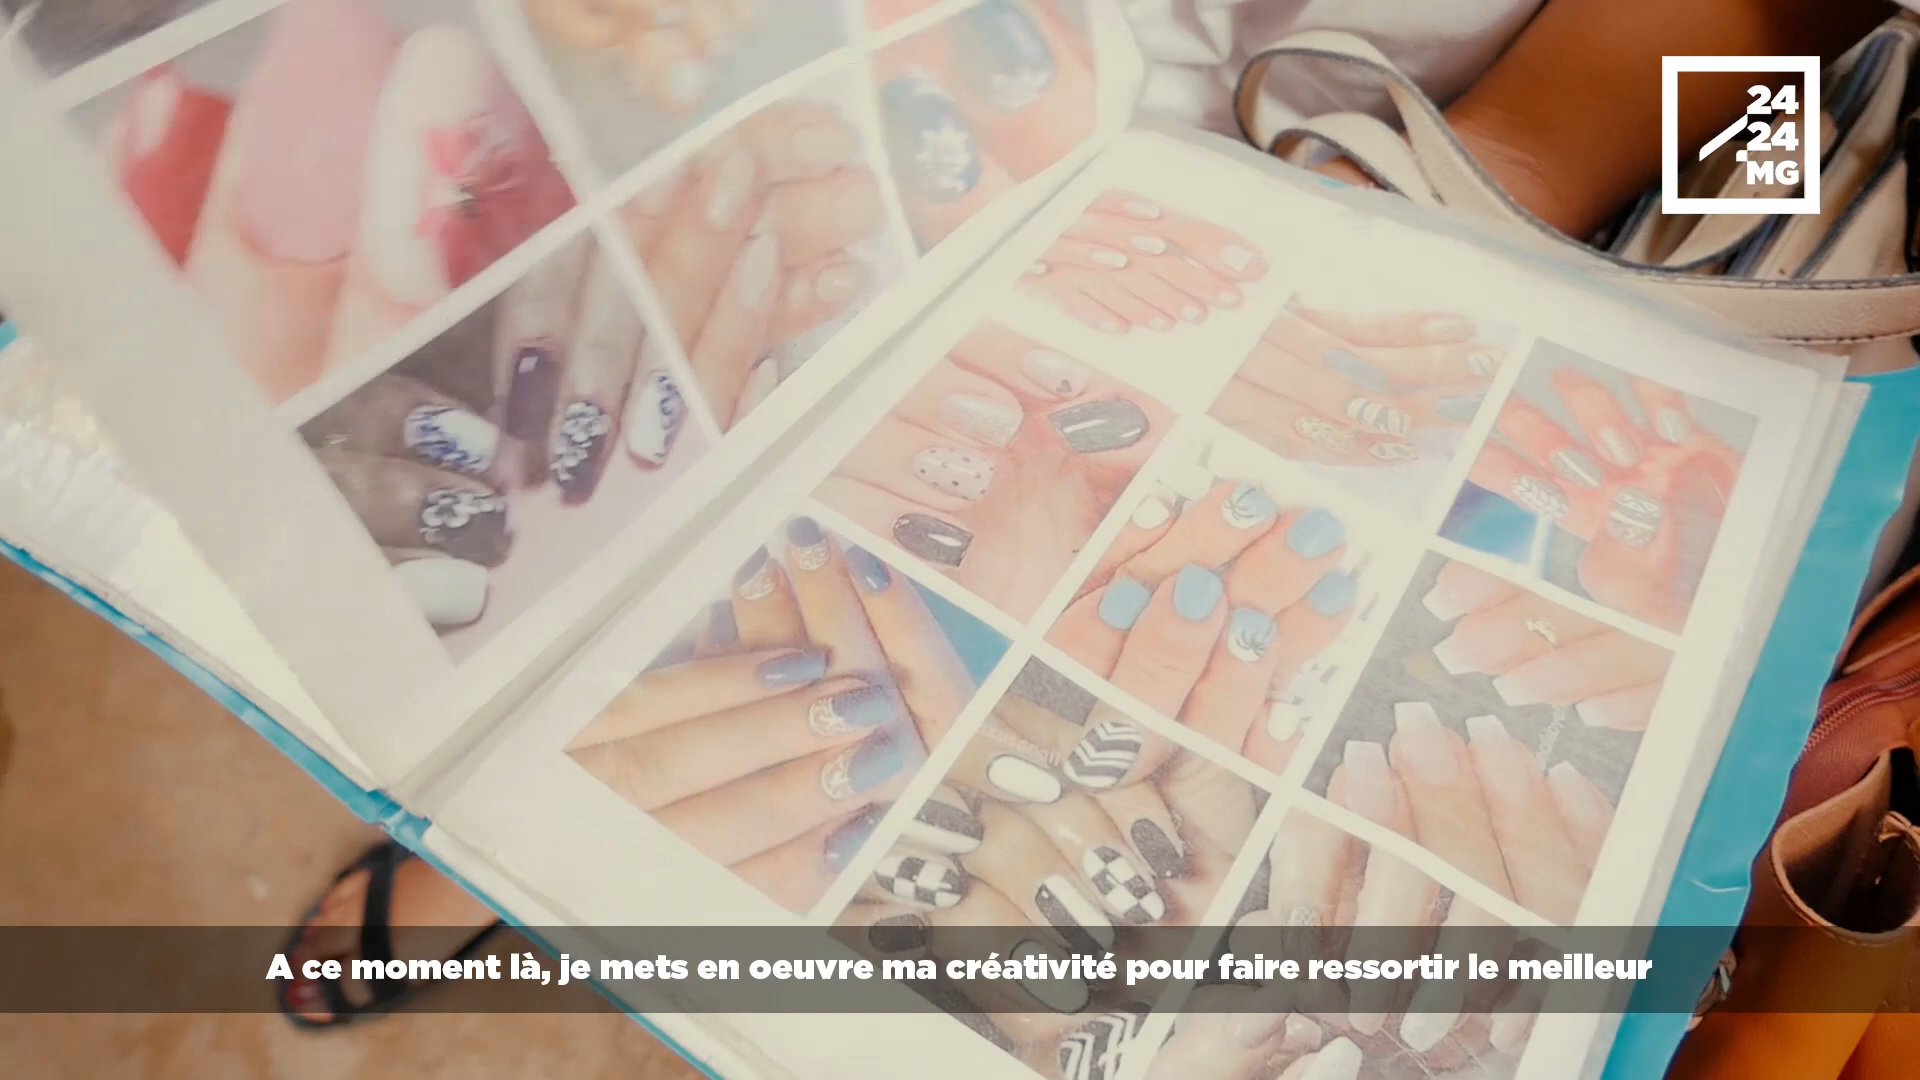 24
24
MG
A ce moment là, je mets en oeuvre ma créativité pour faire ressortir le meilleur